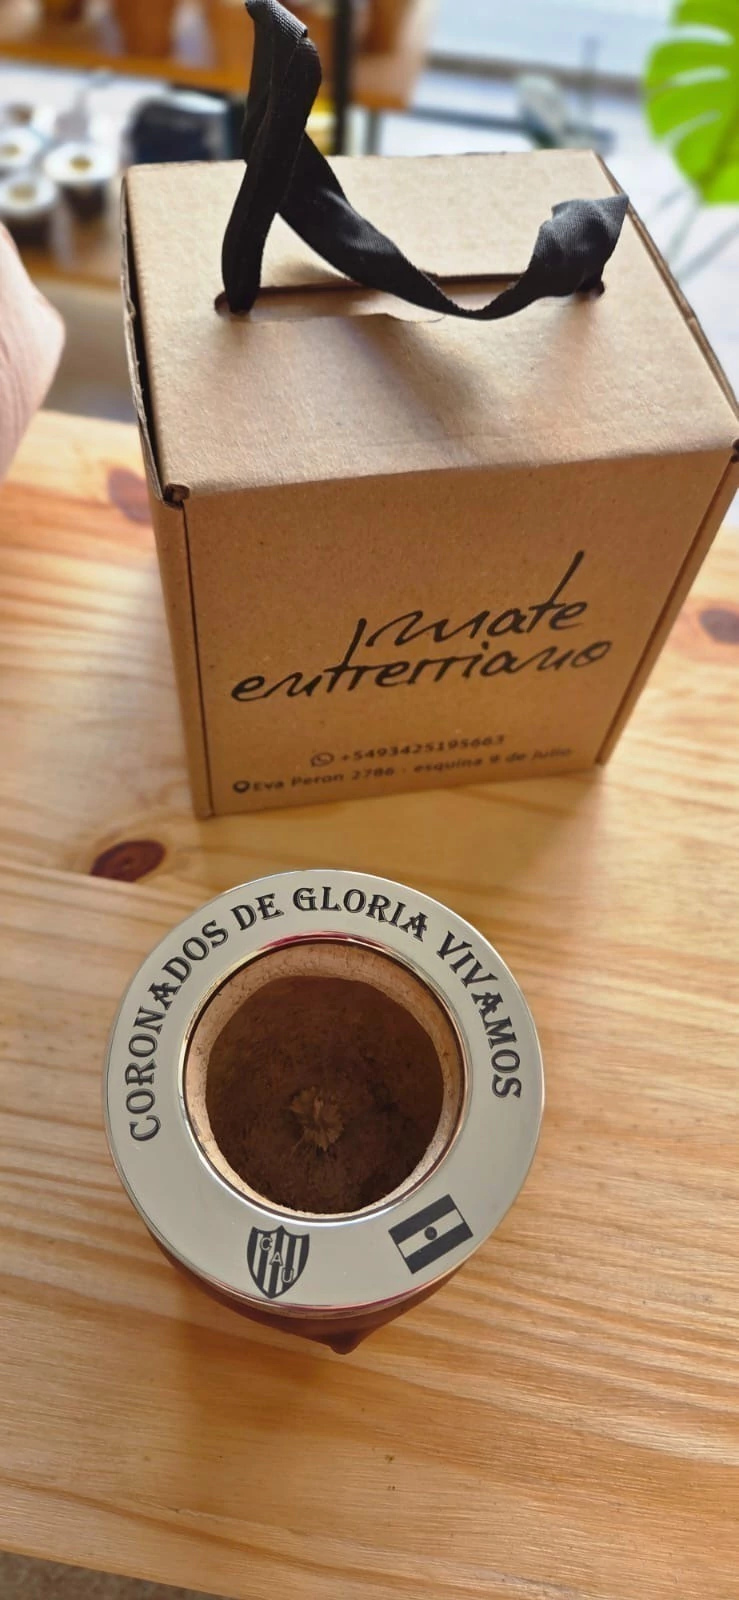 mate
entrerriano
+5493425195663
Eva Peron 2786 - esquina 9 de Julio
CORONADOS DE GLORIA VIVAMOS
CAU